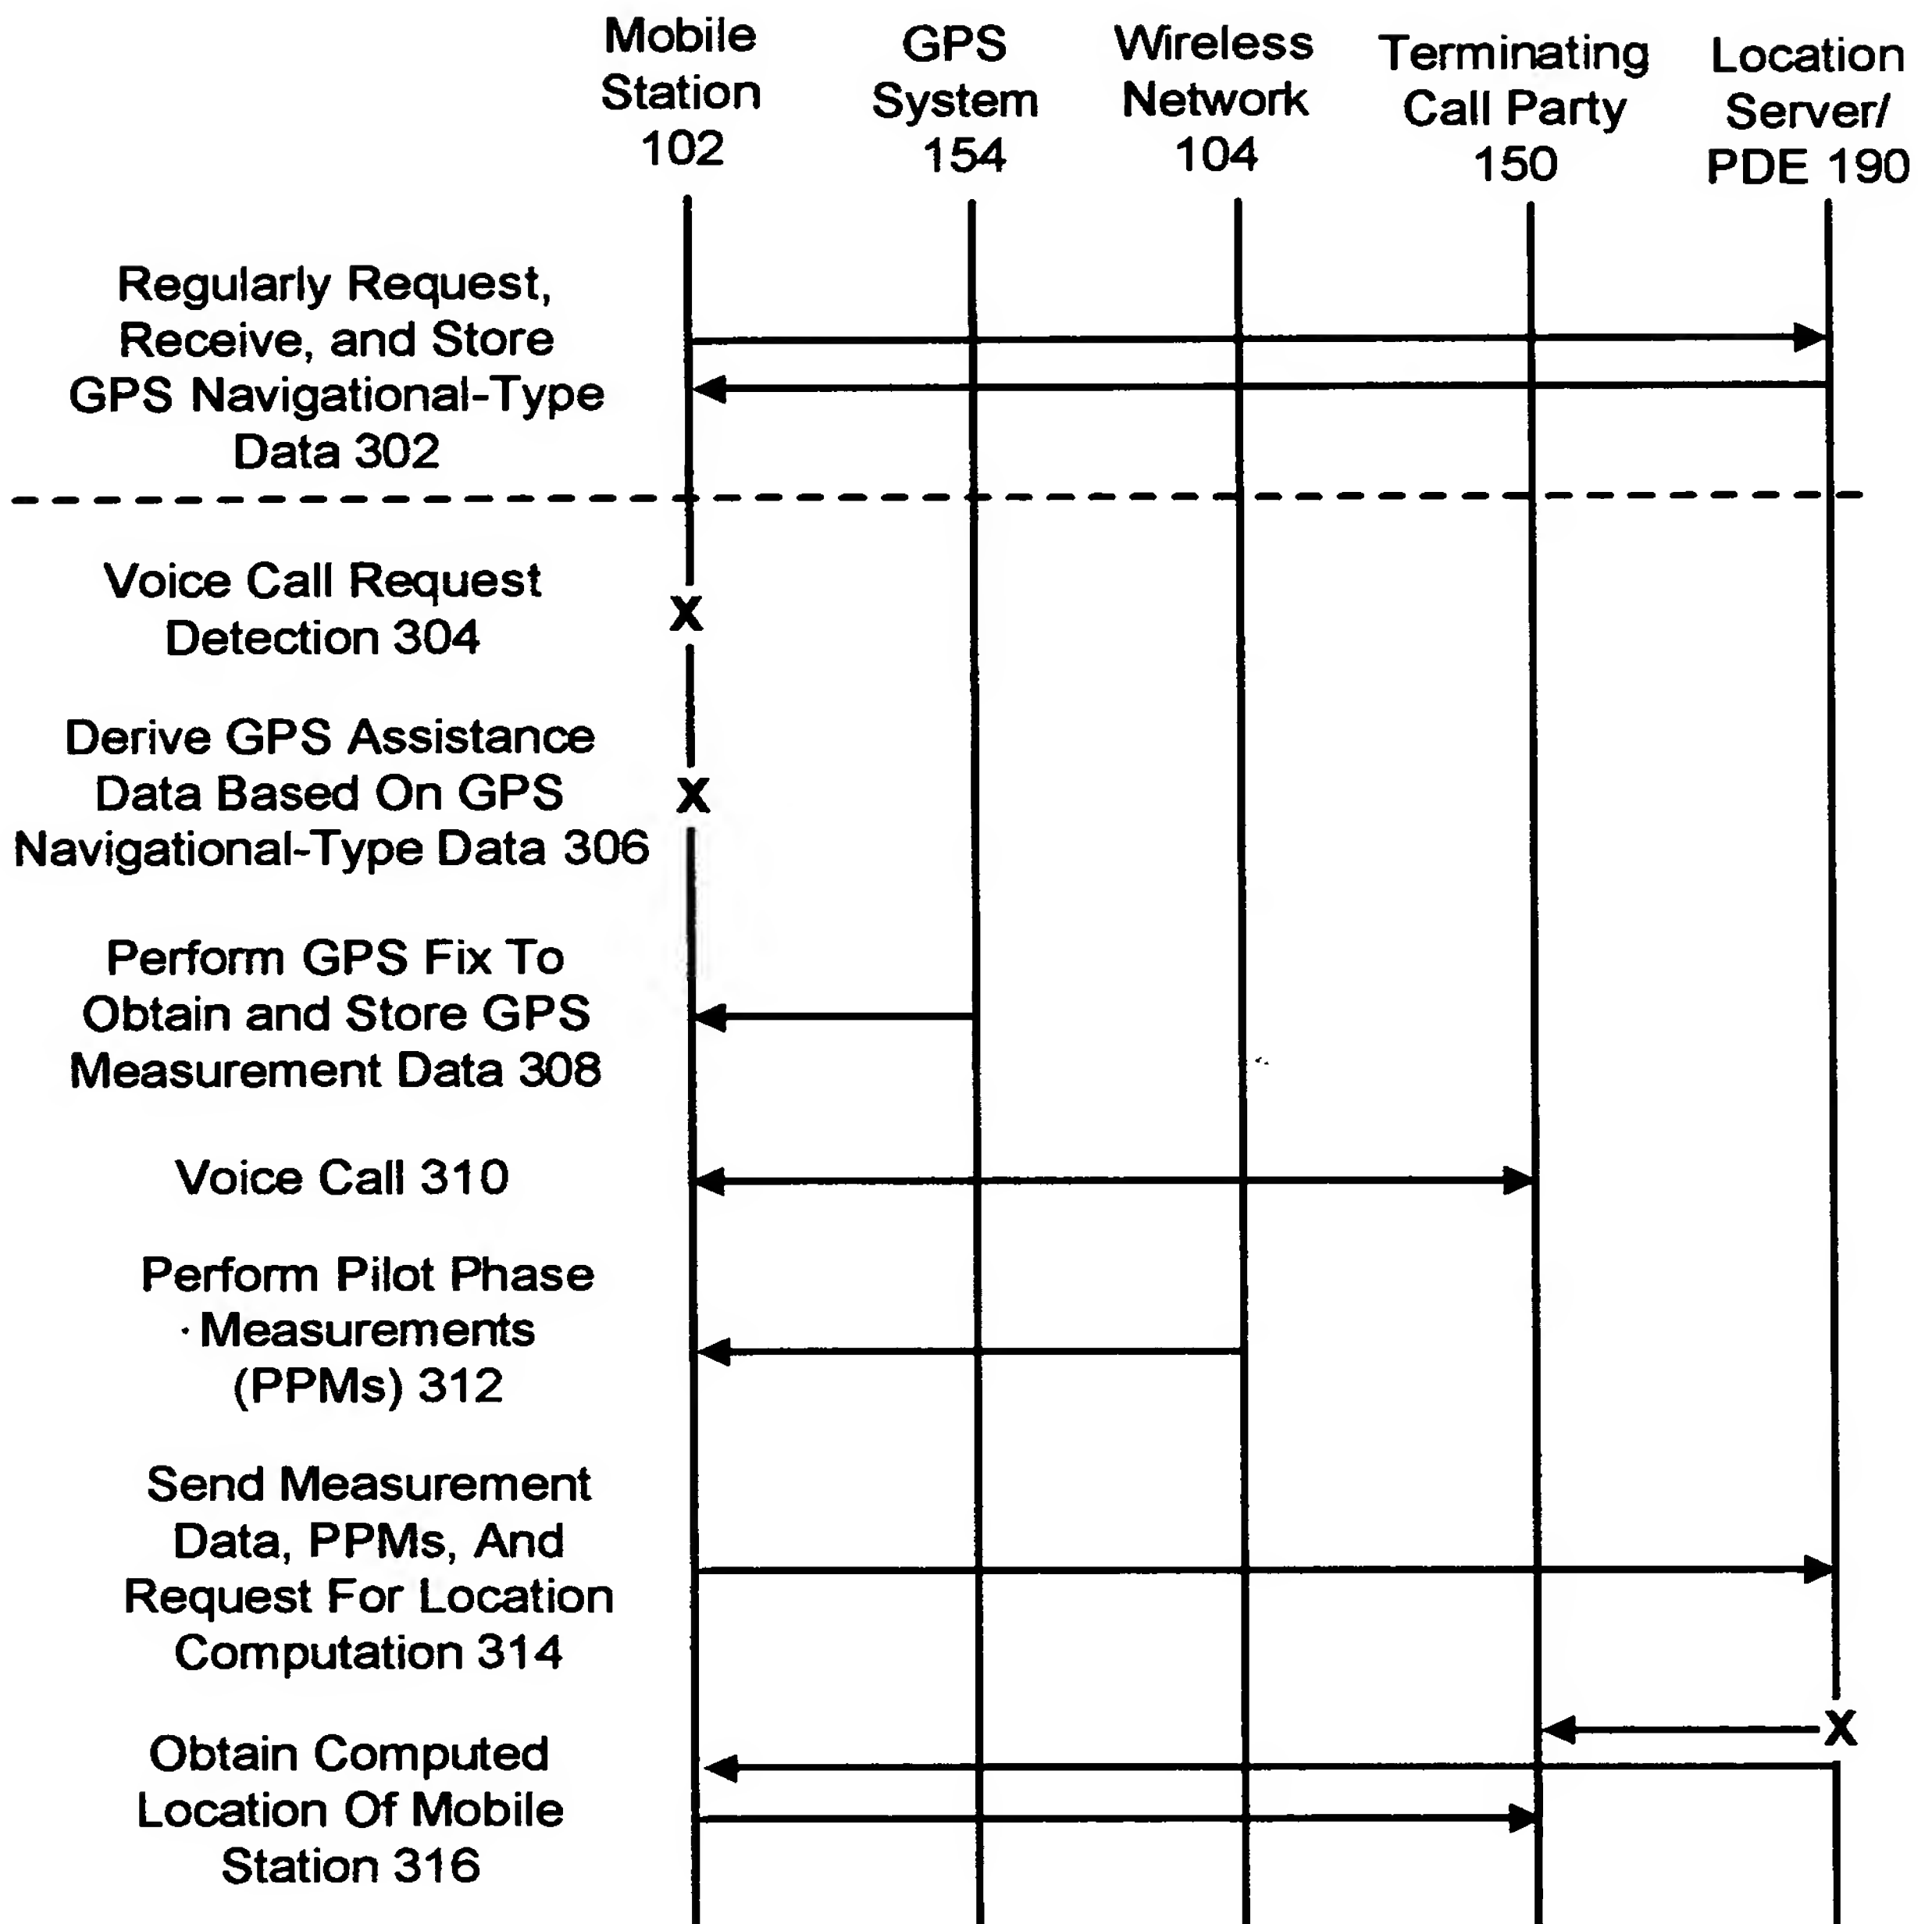 Mobile
Station
102
GPS
System
154
Wireless
Network
104
Terminating
Call Party
150
Location
Server/
PDE 190
Regularly Request,
Receive, and Store
GPS Navigational-Type
Data 302
Voice Call Request
Detection 304
X
Derive GPS Assistance
Data Based On GPS
Navigational-Type Data 306
X
Perform GPS Fix To
Obtain and Store GPS
Measurement Data 308
Voice Call 310
Perform Pilot Phase
Measurements
(PPMs) 312
Send Measurement
Data, PPMs, And
Request For Location
Computation 314
X
Obtain Computed
Location Of Mobile
Station 316